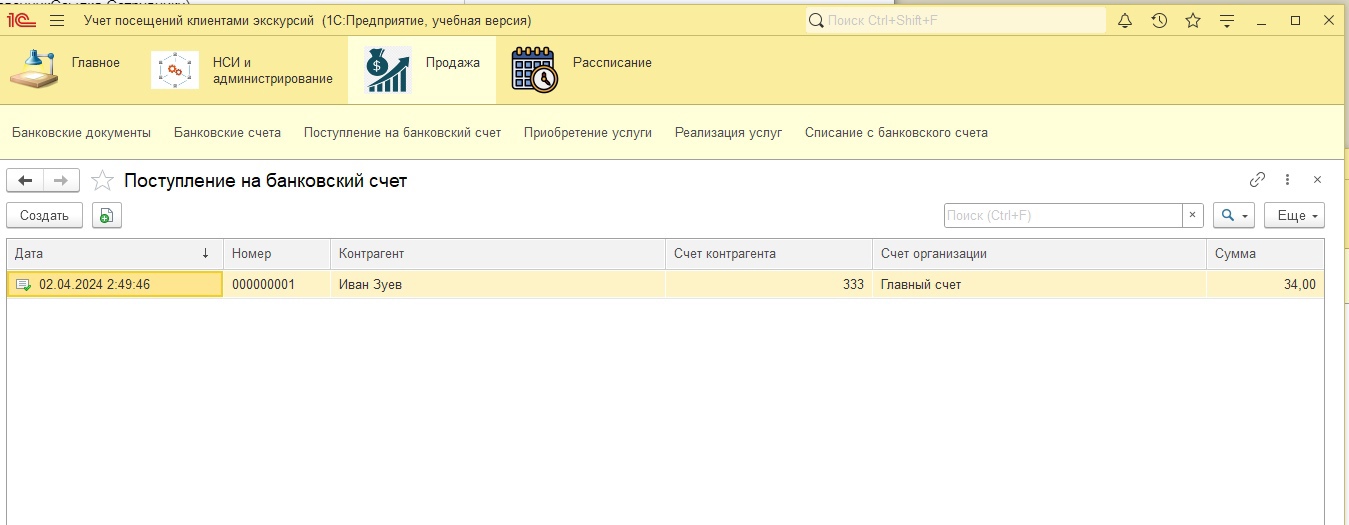 1С Учет посещений клиентами экскурсий (1С:Предприятие, учебная версия) Поиск Ctrl+Shift+F
Главное НСИ и администрирование Продажа Рассписание
Банковские документы Банковские счета Поступление на банковский счет Приобретение услуги Реализация услуг Списание с банковского счета
Поступление на банковский счет
Создать Поиск (Ctrl+F) × Еще
Дата ↓ Номер Контрагент Счет контрагента Счет организации Сумма
02.04.2024 2:49:46 000000001 Иван Зуев 333 Главный счет 34,00